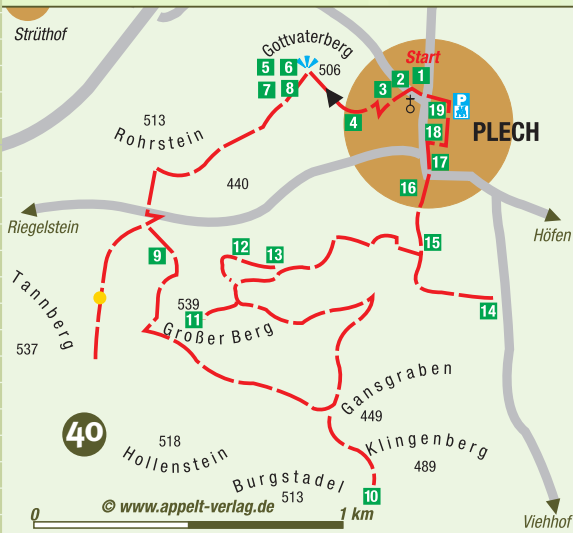 Strüthof
Gottvaterberg
506
Start
5 6
7 8
3 2 1
4
P
19
18
17
16
PLECH
513
Rohrstein
440
Riegelstein
Höfen
9
12 13
15
14
Tannberg
537
539
11
Großer Berg
Gansgraben
449
40
518
Hollenstein
Klingenberg
489
Burgstadel
513
10
© www.appelt-verlag.de
0 1 km
Viehhof